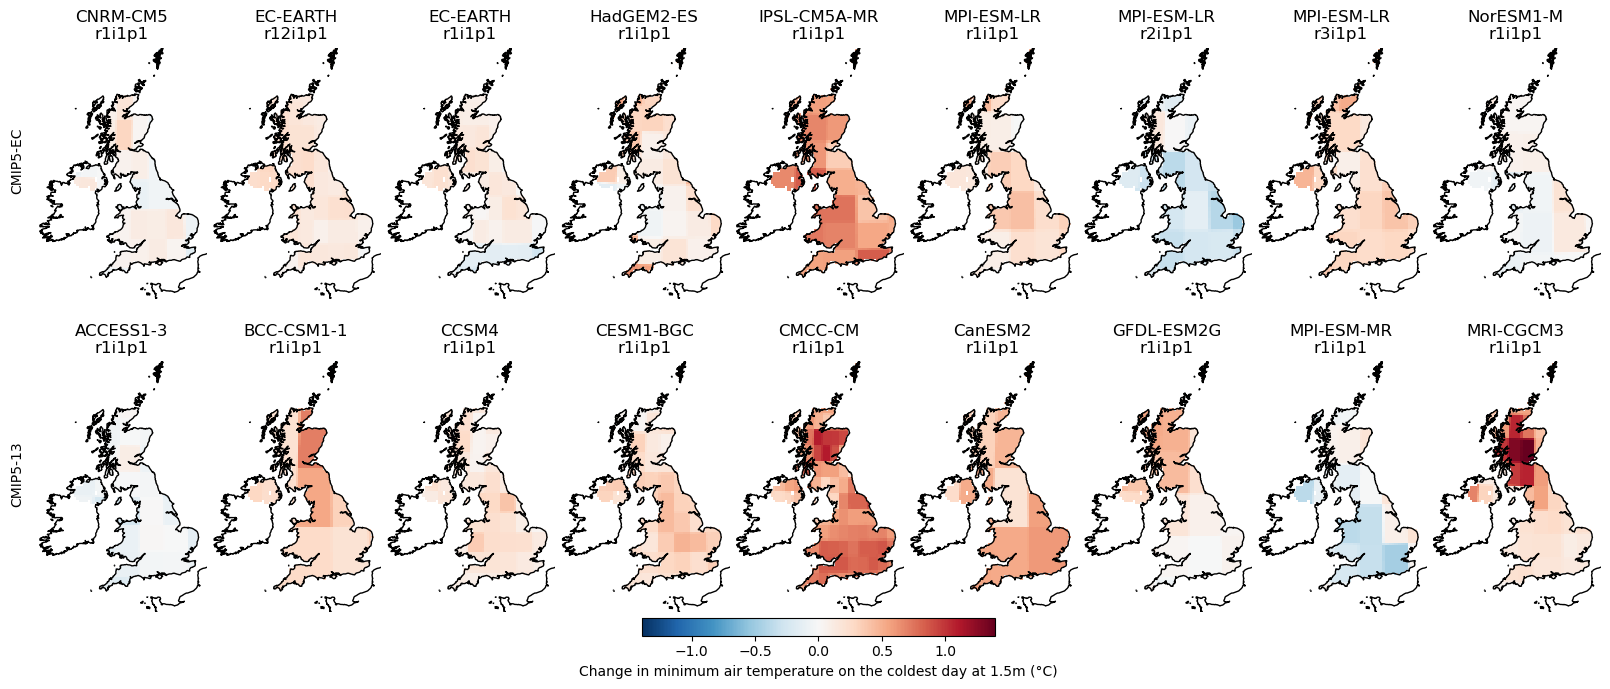 CNRM-CM5 EC-EARTH EC-EARTH HadGEM2-ES IPSL-CM5A-MR MPI-ESM-LR MPI-ESM-LR MPI-ESM-LR NorESM1-M
r1i1p1 r12i1p1 r1i1p1 r1i1p1 r1i1p1 r1i1p1 r2i1p1 r3i1p1 r1i1p1
CMIP5-EC
ACCESS1-3 BCC-CSM1-1 CCSM4 CESM1-BGC CMCC-CM CanESM2 GFDL-ESM2G MPI-ESM-MR MRI-CGCM3
r1i1p1 r1i1p1 r1i1p1 r1i1p1 r1i1p1 r1i1p1 r1i1p1 r1i1p1 r1i1p1
CMIP5-13
−1.0 −0.5 0.0 0.5 1.0
Change in minimum air temperature on the coldest day at 1.5m (°C)